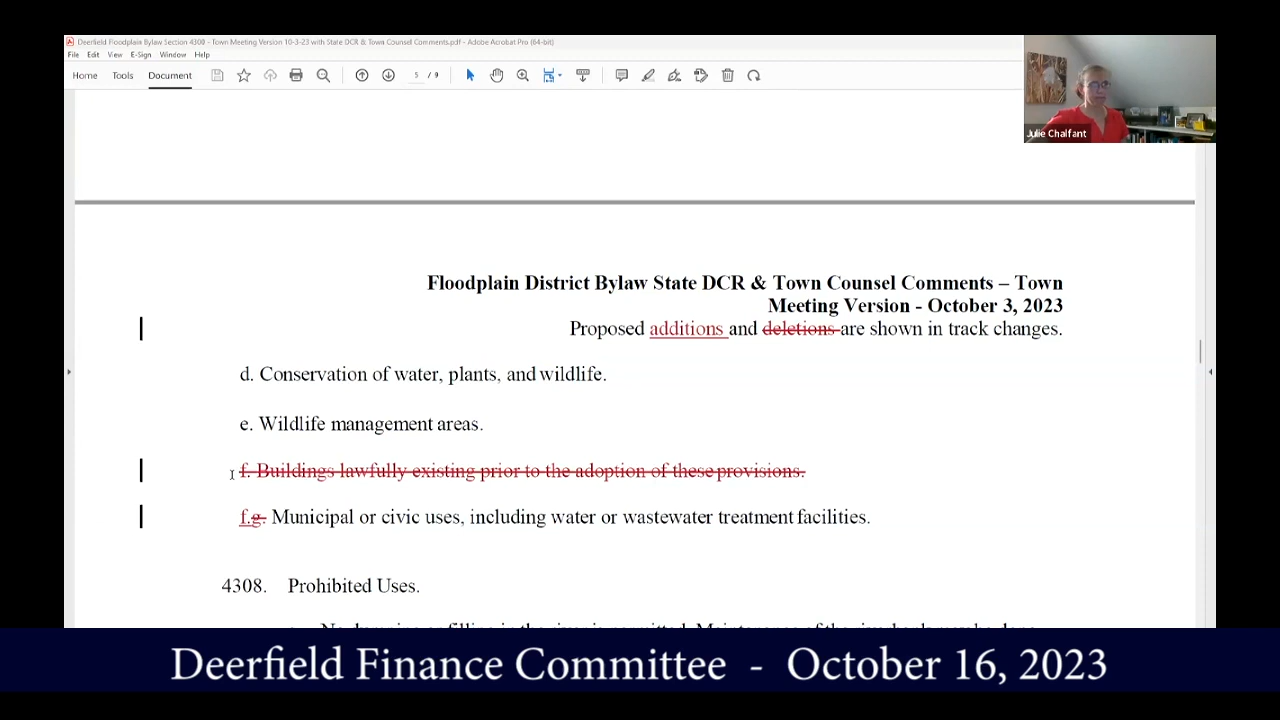 Deerfield Floodplain Bylaw Section 4300 - Town Meeting Version 10-3-23 with State DCR & Town Counsel Comments.pdf - Adobe Acrobat Pro (64-bit)
File Edit View E-Sign Window Help
Home Tools Document 5 / 9
Julie Chalfant
Floodplain District Bylaw State DCR & Town Counsel Comments – Town
Meeting Version - October 3, 2023
Proposed additions and deletions are shown in track changes.
d. Conservation of water, plants, and wildlife.
e. Wildlife management areas.
f. Buildings lawfully existing prior to the adoption of these provisions.
f.g. Municipal or civic uses, including water or wastewater treatment facilities.
4308. Prohibited Uses.
Deerfield Finance Committee - October 16, 2023